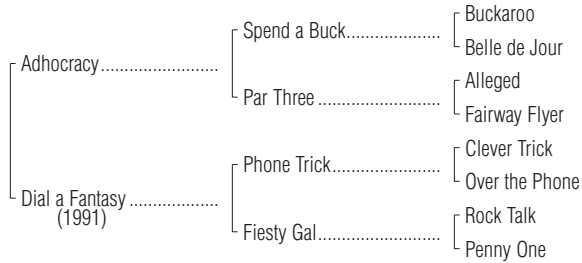 Buckaroo
Spend a Buck....................
Belle de Jour
Adhocracy.........................
Alleged
Par Three ..........................
Fairway Flyer
Clever Trick
Phone Trick.......................
Over the Phone
Dial a Fantasy ...................
(1991)
Rock Talk
Fiesty Gal..........................
Penny One